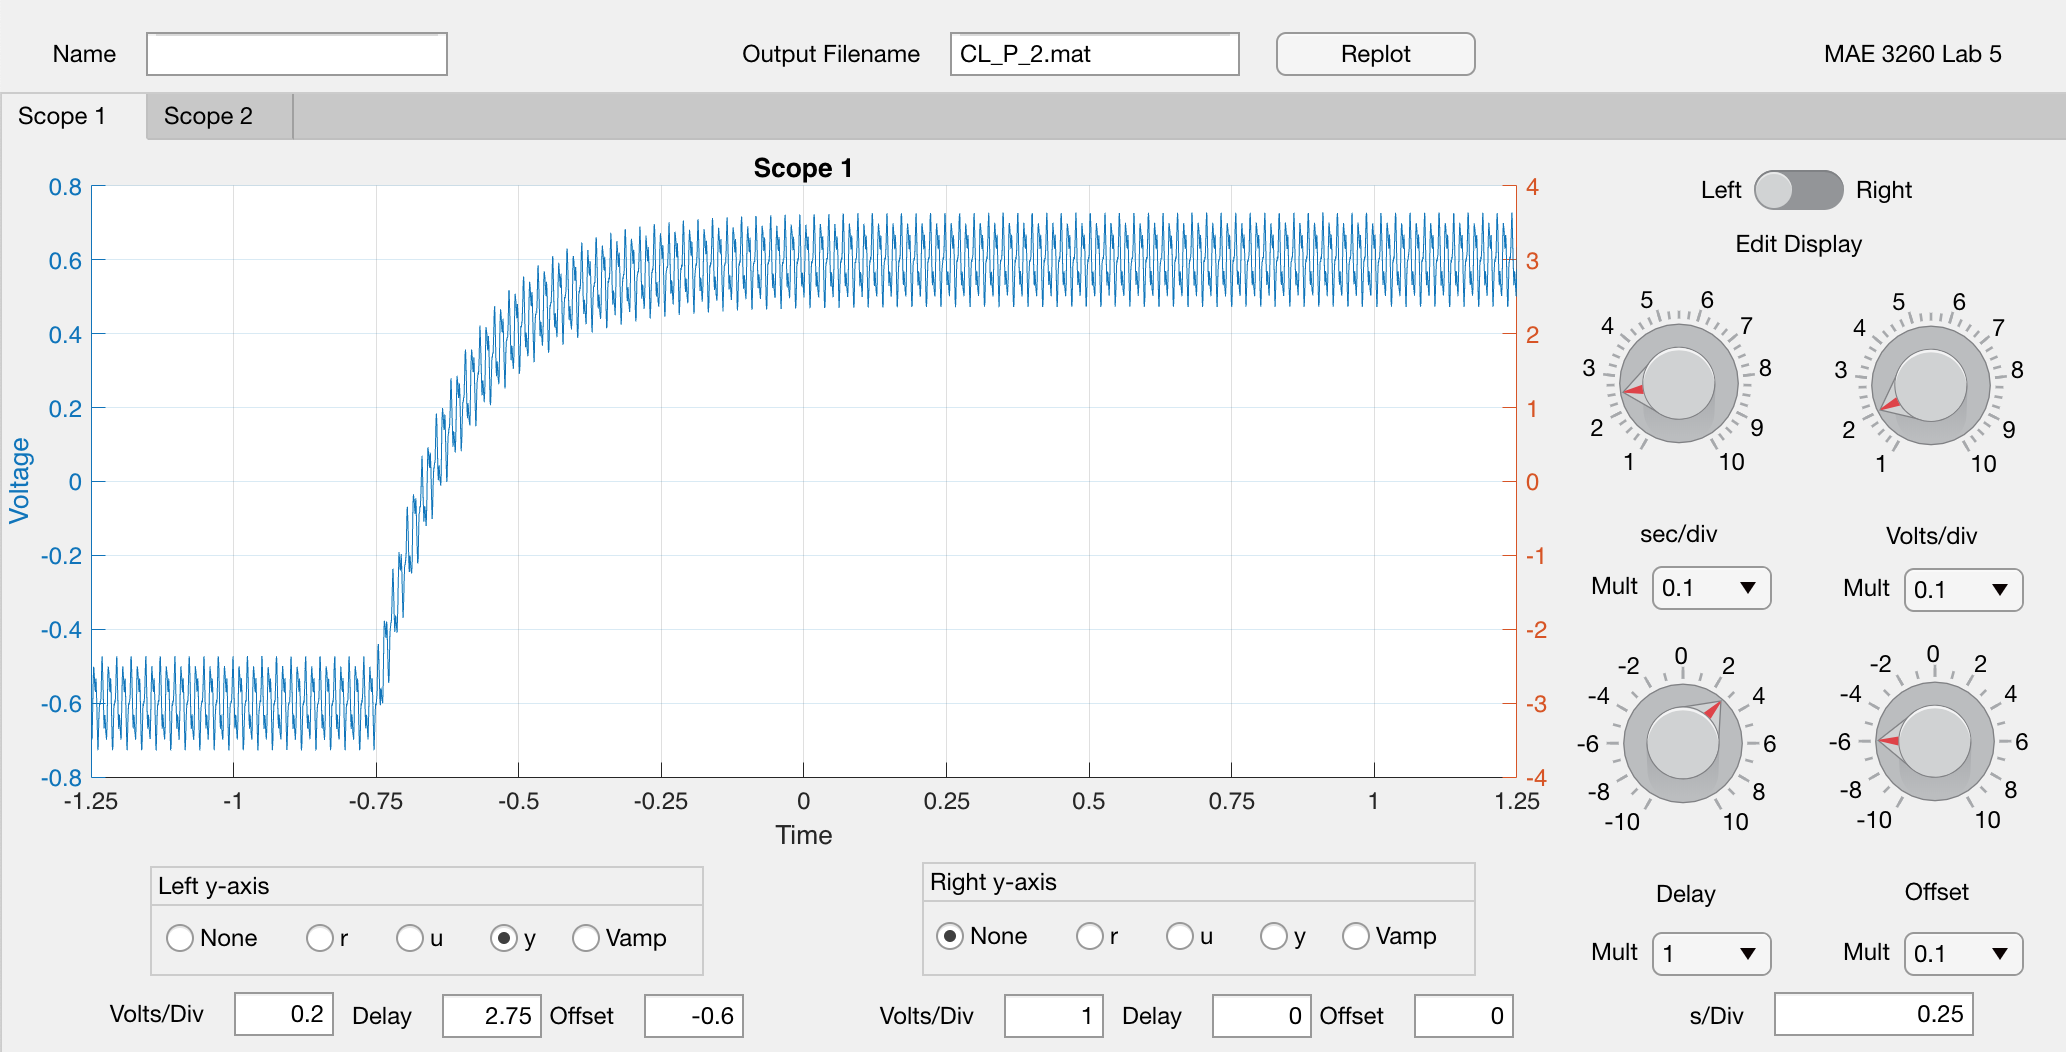 Name
Output Filename CL_P_2.mat Replot MAE 3260 Lab 5
Scope 1 Scope 2
Scope 1
Voltage
0.8
0.6
0.4
0.2
0
-0.2
-0.4
-0.6
-0.8
4
3
2
1
0
-1
-2
-3
-4
-1.25 -1 -0.75 -0.5 -0.25 0 0.25 0.5 0.75 1 1.25
Time
Left Right
Edit Display
1 2 3 4 5 6 7 8 9 10
sec/div
Mult 0.1
1 2 3 4 5 6 7 8 9 10
Volts/div
Mult 0.1
-10 -8 -6 -4 -2 0 2 4 6 8 10
Delay
Mult 1
-10 -8 -6 -4 -2 0 2 4 6 8 10
Offset
Mult 0.1
Left y-axis
None r u y Vamp
Volts/Div 0.2 Delay 2.75 Offset -0.6
Right y-axis
None r u y Vamp
Volts/Div 1 Delay 0 Offset 0
s/Div 0.25